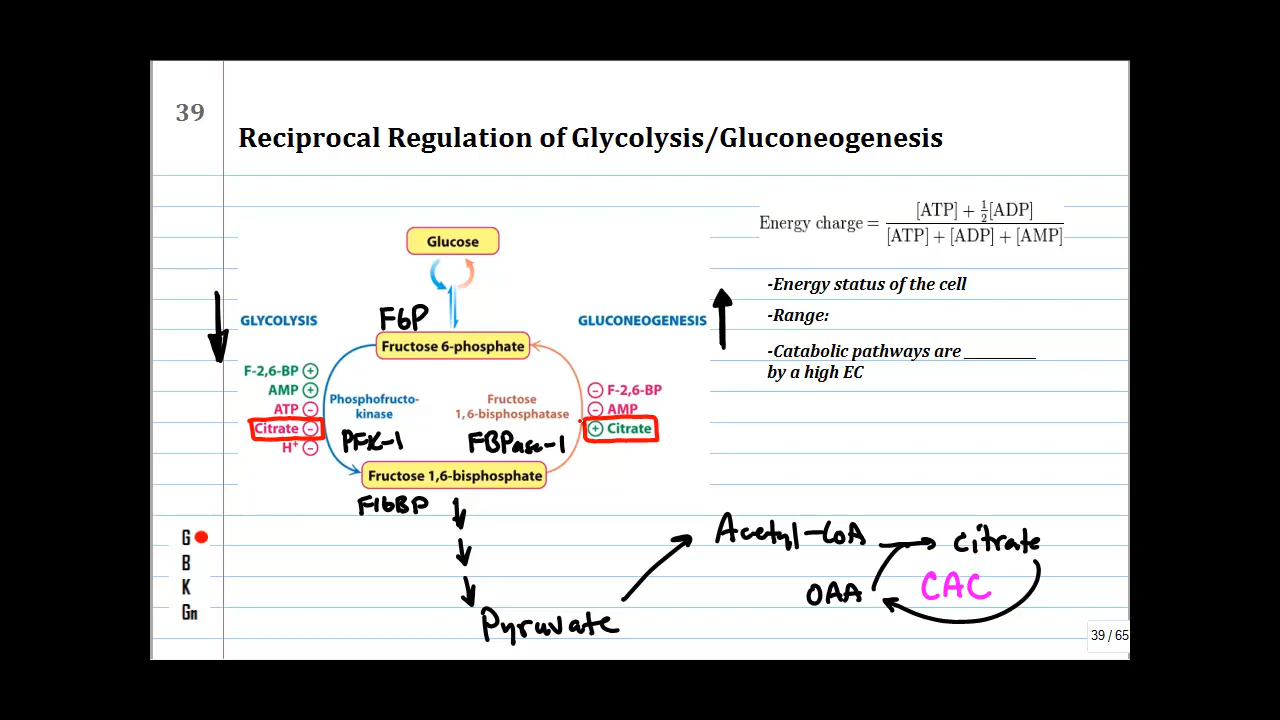 39
Reciprocal Regulation of Glycolysis/Gluconeogenesis
Energy charge = [ATP] + 1/2[ADP] / [ATP] + [ADP] + [AMP]
-Energy status of the cell
-Range:
-Catabolic pathways are __________
by a high EC
Glucose
F6P
GLYCOLYSIS
GLUCONEOGENESIS
Fructose 6-phosphate
F-2,6-BP +
AMP +
ATP -
Citrate -
H+ -
Phosphofructo-
kinase
PFK-1
Fructose
1,6-bisphosphatase
FBPase-1
- F-2,6-BP
- AMP
+ Citrate
Fructose 1,6-bisphosphate
F16BP
Pyruvate
Acetyl-CoA
Citrate
OAA
CAC
G
B
K
Gn
39 / 65